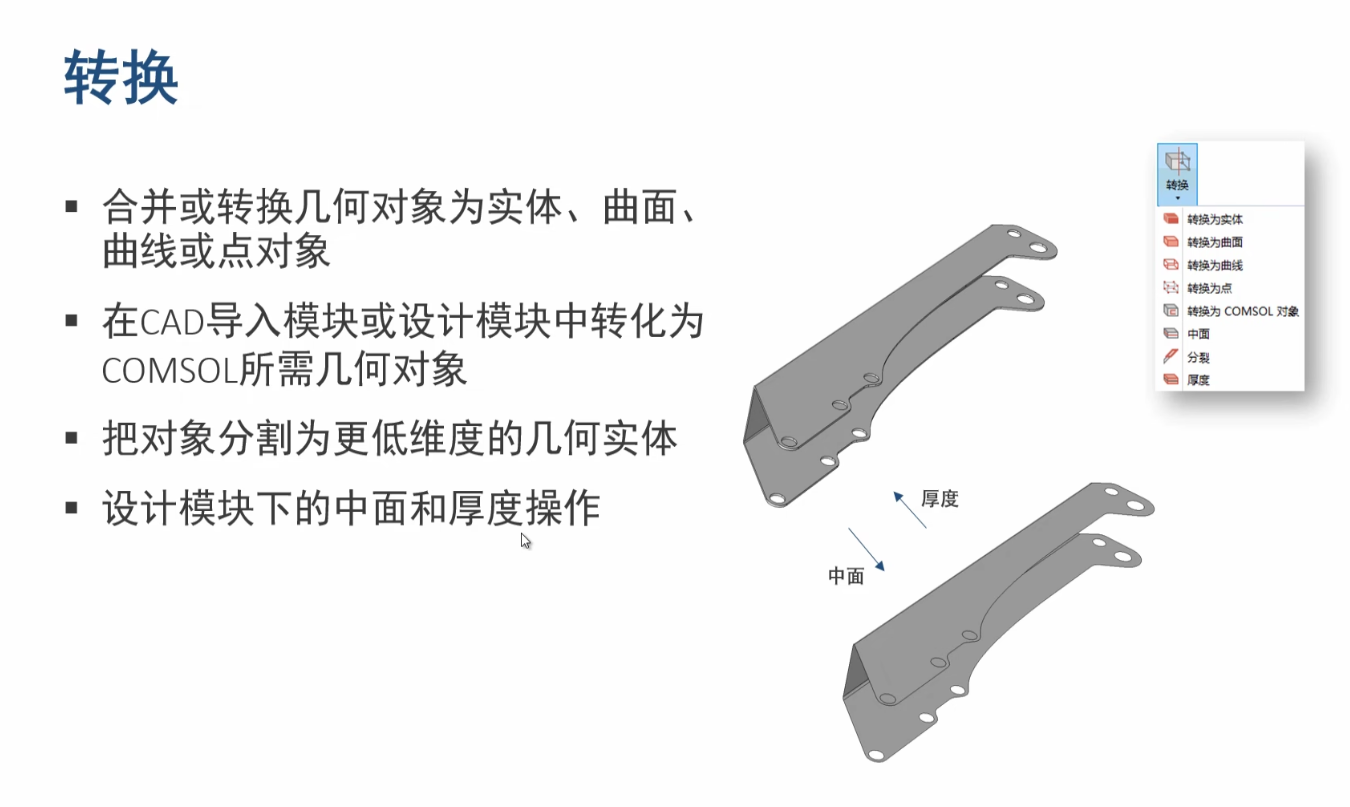 转换
合并或转换几何对象为实体、曲面、
曲线或点对象
在CAD导入模块或设计模块中转化为
COMSOL所需几何对象
把对象分割为更低维度的几何实体
设计模块下的中面和厚度操作
转换
转换为实体
转换为曲面
转换为曲线
转换为点
转换为 COMSOL 对象
中面
分裂
厚度
厚度
中面